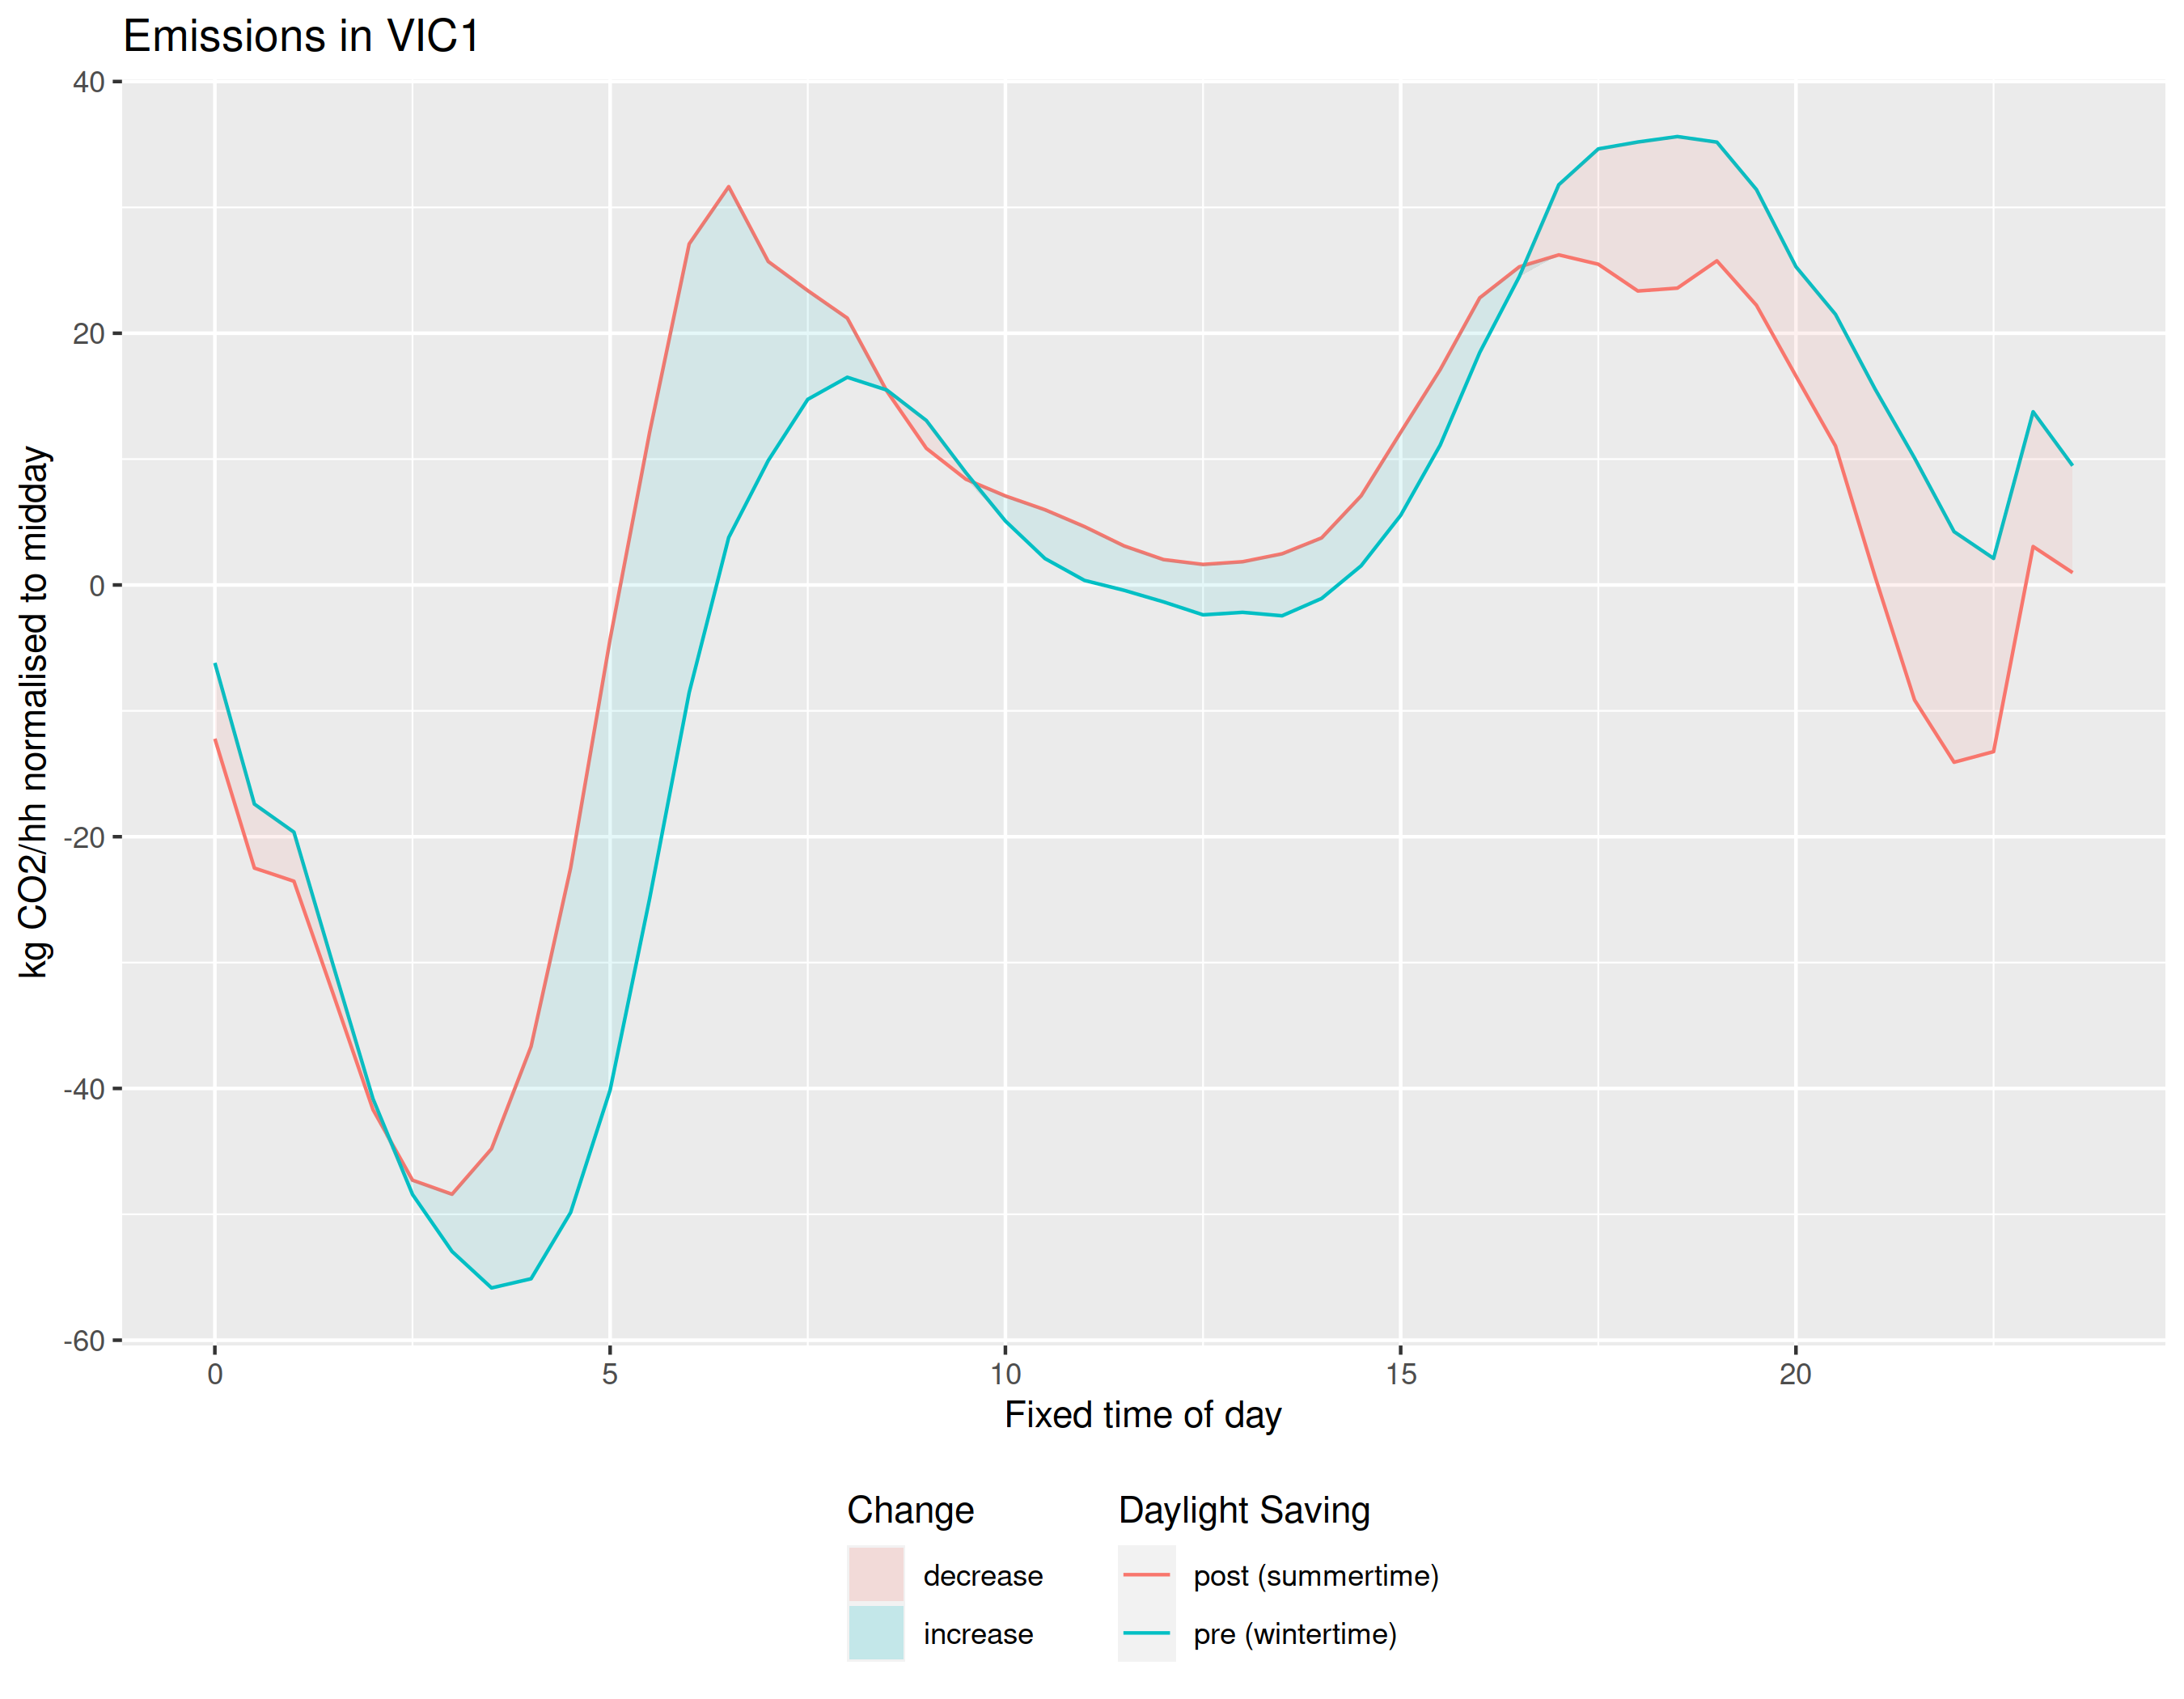 Emissions in VIC1
40
20
0
-20
-40
-60
kg CO2/hh normalised to midday
0 5 10 15 20
Fixed time of day
Change
decrease
increase
Daylight Saving
post (summertime)
pre (wintertime)